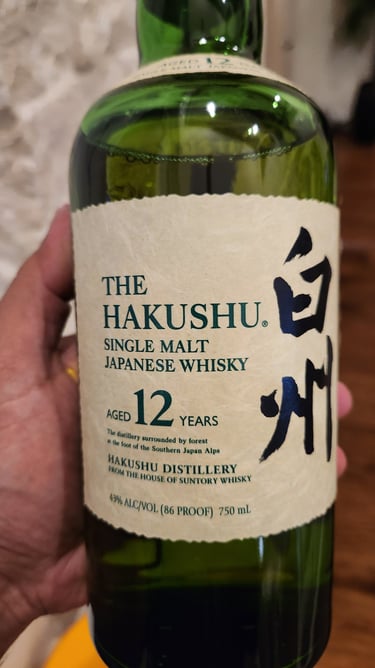 AGED 12
THE
HAKUSHU®
SINGLE MALT
JAPANESE WHISKY
AGED 12 YEARS
The distillery surrounded by forest
at the foot of the Southern Japan Alps
HAKUSHU DISTILLERY
FROM THE HOUSE OF SUNTORY WHISKY
43% ALC/VOL (86 PROOF) 750 mL
白州